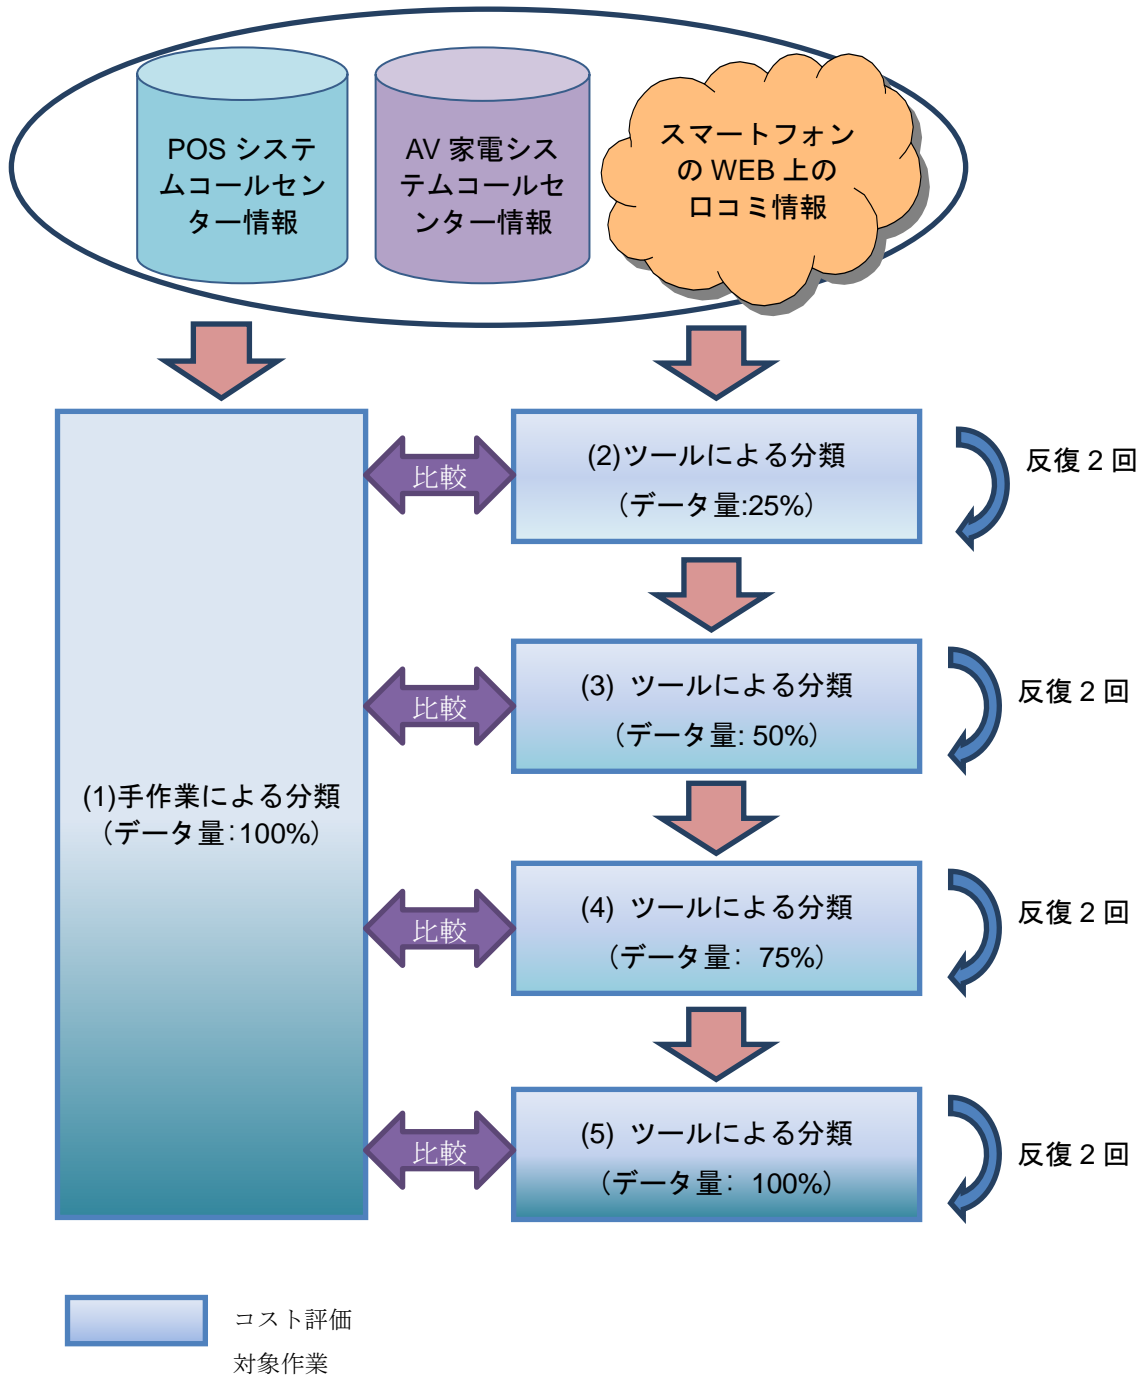 POS システ
ムコールセン
ター情報
AV 家電シス
テムコールセ
ンター情報
スマートフォン
の WEB 上の
口コミ情報
(1)手作業による分類
（データ量:100%）
比較
(2)ツールによる分類
（データ量:25%）
反復 2 回
比較
(3) ツールによる分類
（データ量: 50%）
反復 2 回
比較
(4) ツールによる分類
（データ量: 75%）
反復 2 回
比較
(5) ツールによる分類
（データ量: 100%）
反復 2 回
コスト評価
対象作業